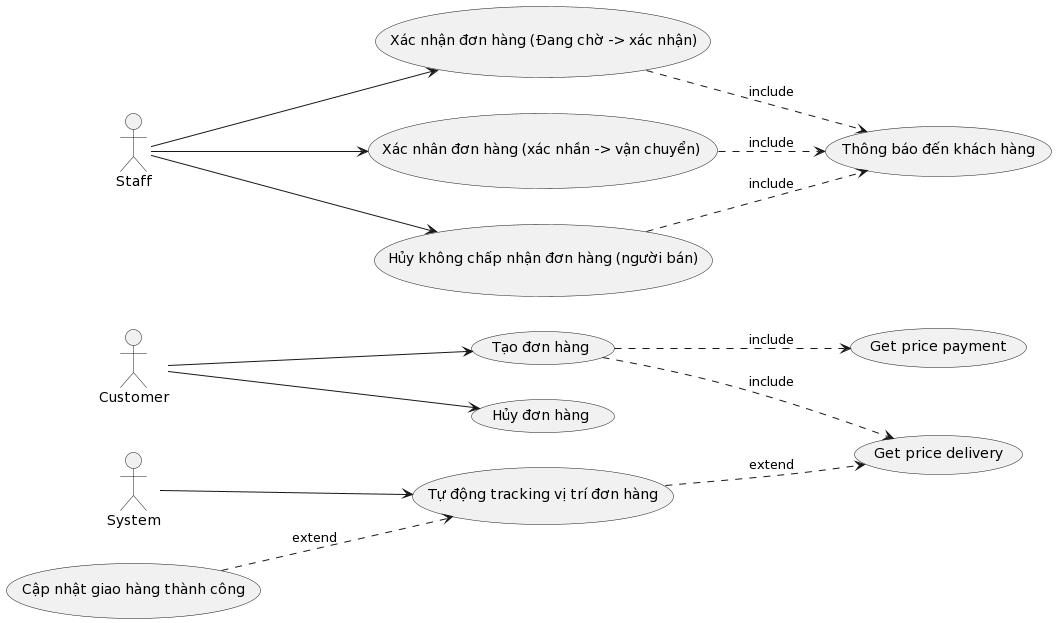 Xác nhận đơn hàng (Đang chờ -> xác nhận)
include
Staff
Xác nhân đơn hàng (xác nhần -> vận chuyển)
include
Thông báo đến khách hàng
include
Hủy không chấp nhận đơn hàng (người bán)
Customer
Tạo đơn hàng
include
Get price payment
include
Hủy đơn hàng
Get price delivery
System
Tự động tracking vị trí đơn hàng
extend
extend
Cập nhật giao hàng thành công